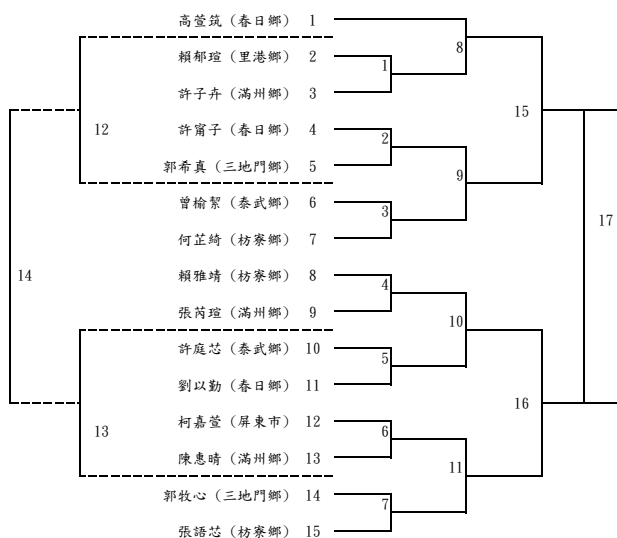 高萱筑 (春日鄉) 1
8
賴郁瑄 (里港鄉) 2
1
許子卉 (滿州鄉) 3
15
12
許甯子 (春日鄉) 4
2
郭希真 (三地門鄉) 5
9
曾榆絜 (泰武鄉) 6
3
17
何芷綺 (枋寮鄉) 7
14
賴雅靖 (枋寮鄉) 8
4
張芮瑄 (滿州鄉) 9
10
許庭芯 (泰武鄉) 10
5
劉以勤 (春日鄉) 11
16
柯嘉萱 (屏東市) 12
13
6
陳惠晴 (滿州鄉) 13
11
郭牧心 (三地門鄉) 14
7
張語芯 (枋寮鄉) 15